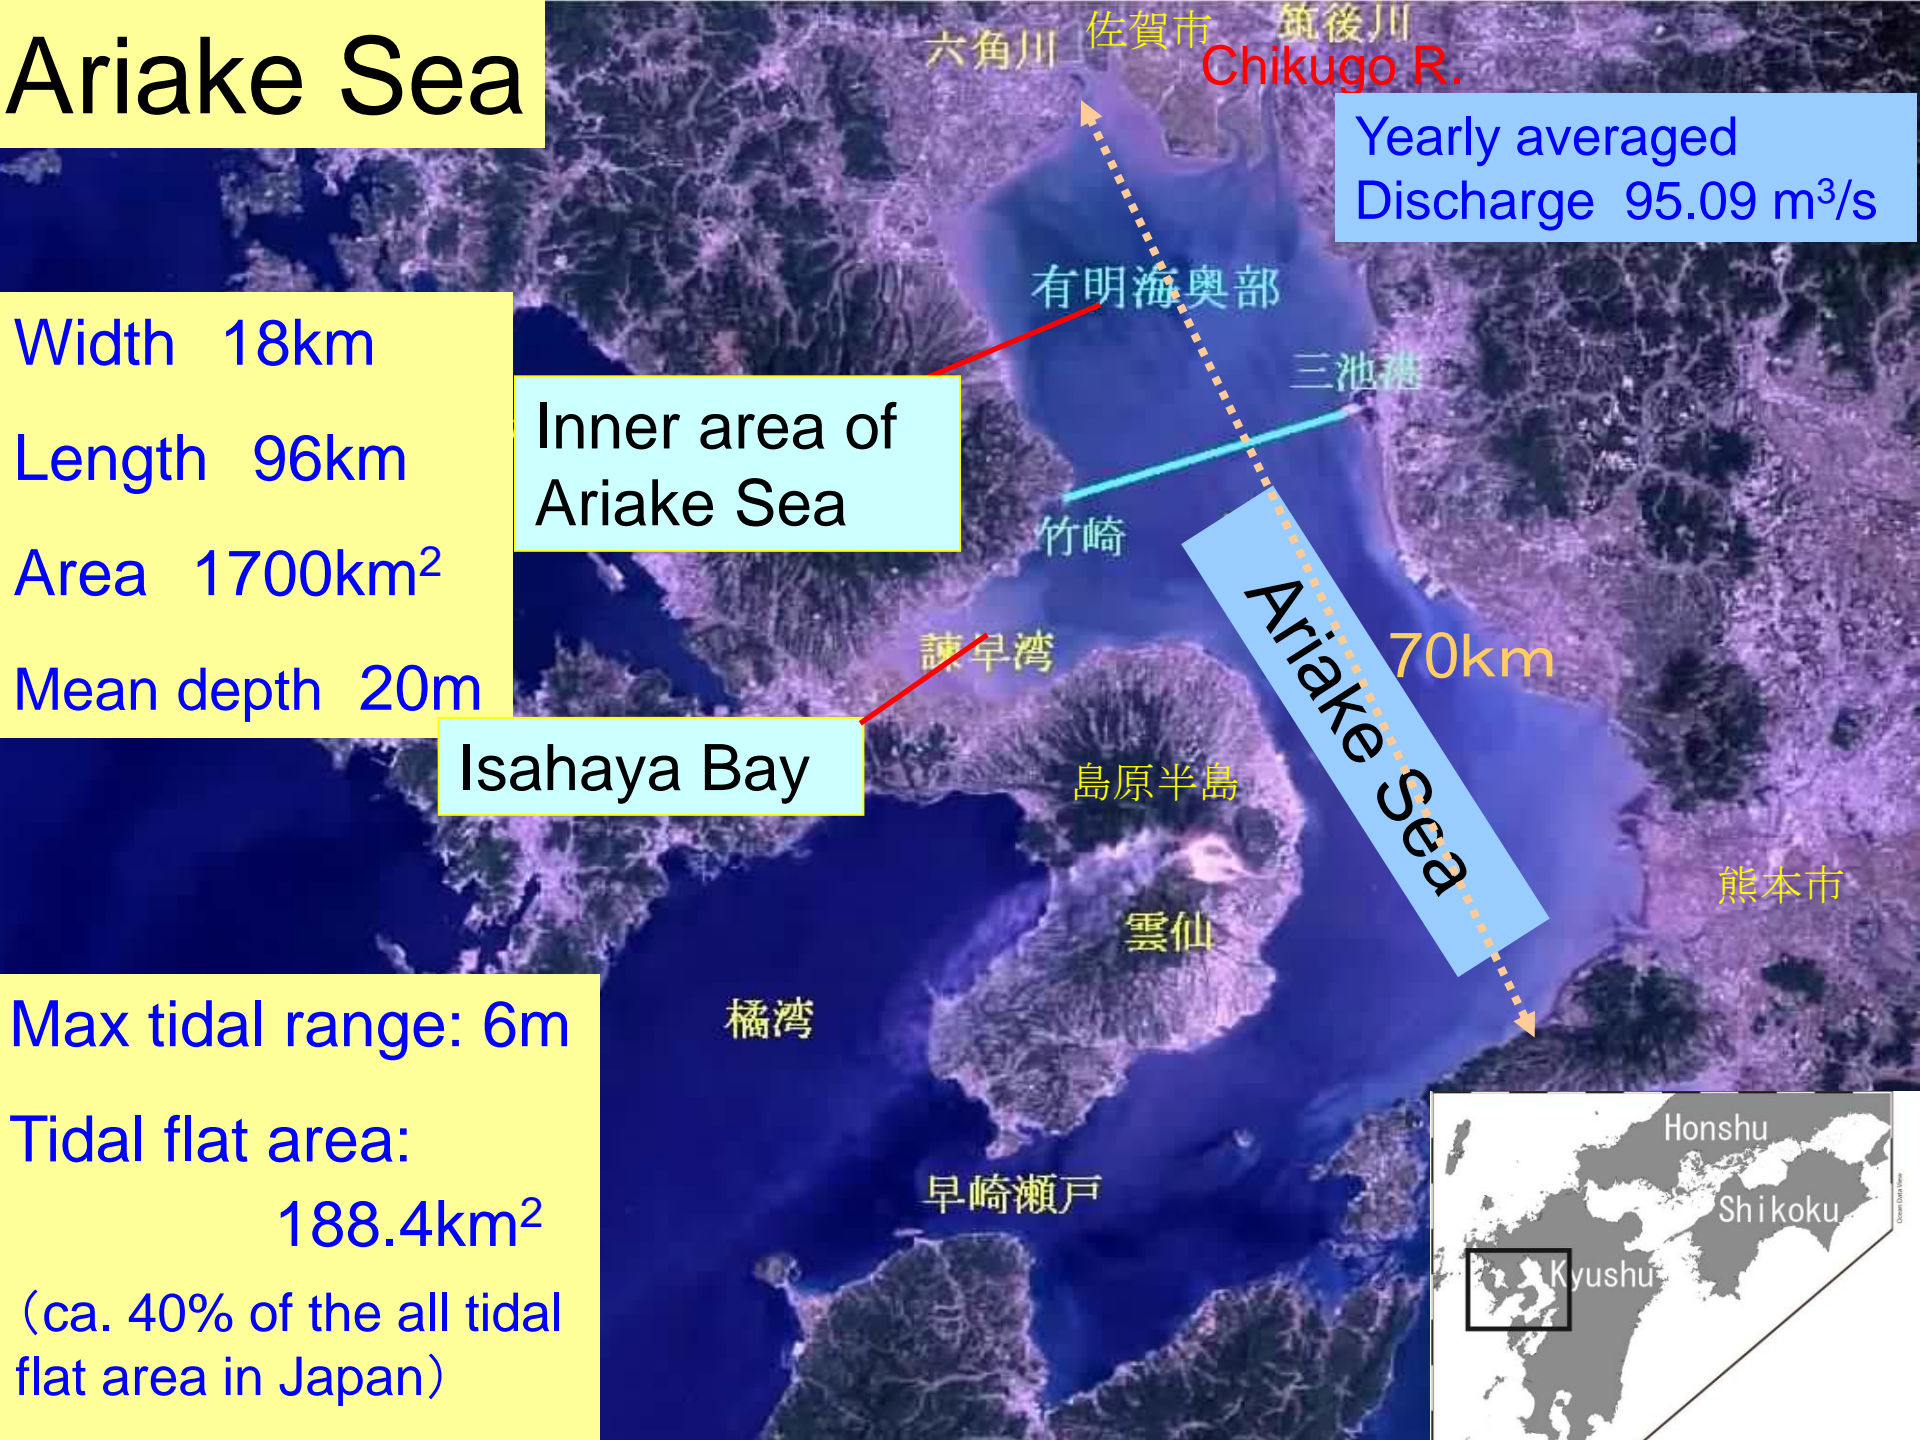 Ariake Sea
六角川
佐賀市
筑後川
Chikugo R.
Yearly averaged
Discharge 95.09 m³/s
Width 18km
Length 96km
Area 1700km²
Mean depth 20m
有明海奥部
三池港
Inner area of
Ariake Sea
竹崎
Ariake Sea
70km
諫早湾
Isahaya Bay
島原半島
熊本市
雲仙
橘湾
Max tidal range: 6m
Tidal flat area:
188.4km²
（ca. 40% of the all tidal
flat area in Japan）
早崎瀬戸
Honshu
Shikoku
Kyushu
Ocean Data View